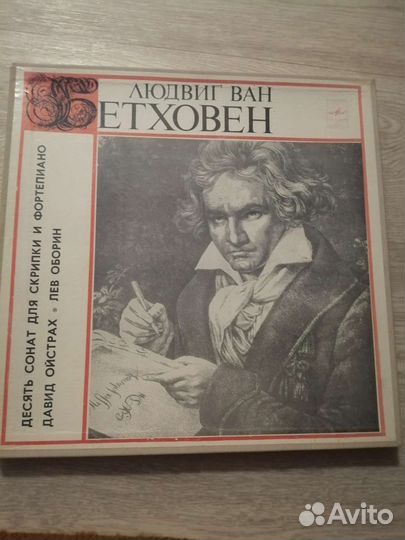 ЛЮДВИГ ВАН
БЕТХОВЕН
ДЕСЯТЬ СОНАТ ДЛЯ СКРИПКИ И ФОРТЕПИАНО
ДАВИД ОЙСТРАХ • ЛЕВ ОБОРИН
Avito